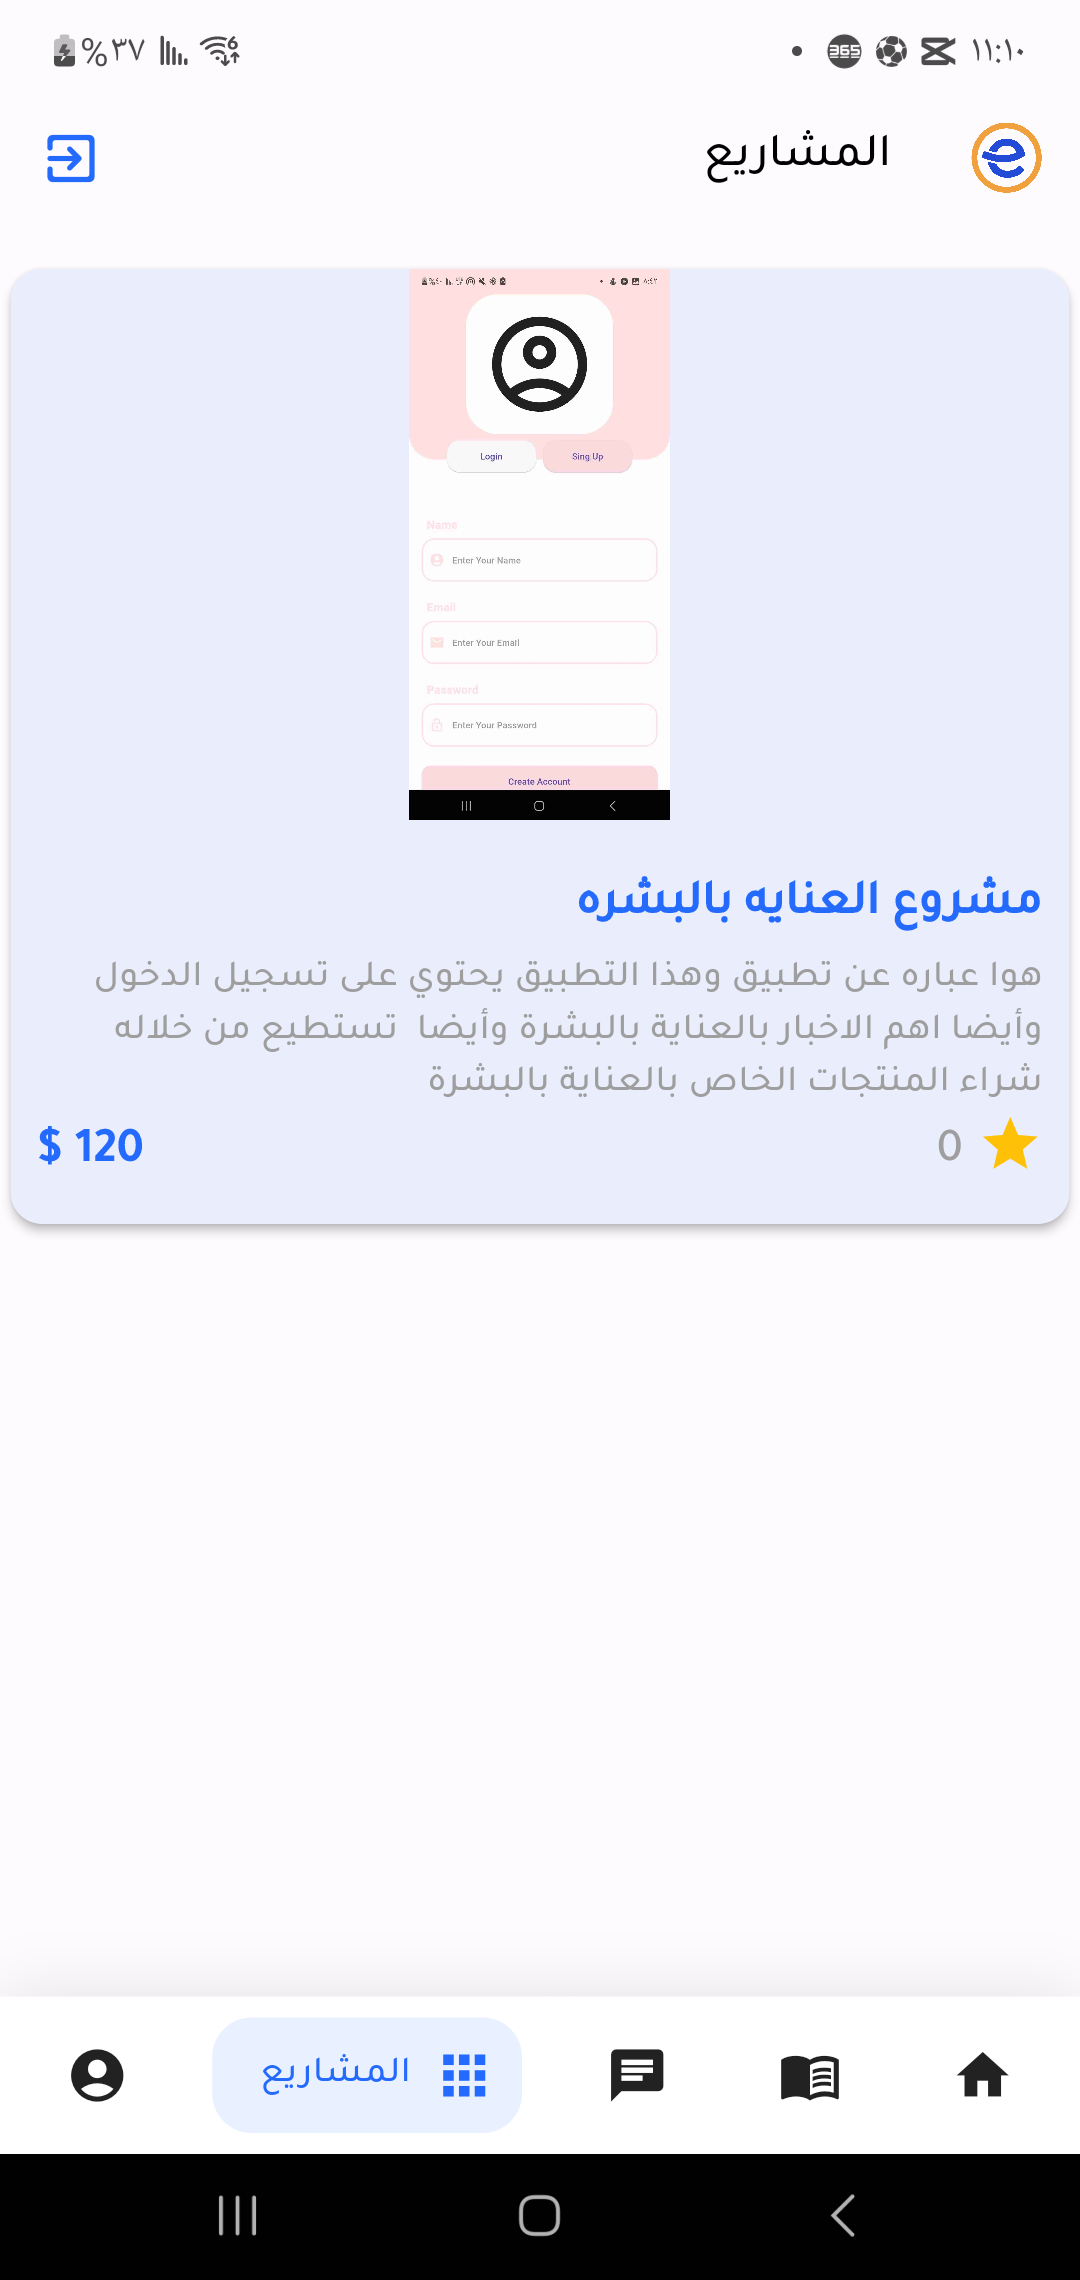 ١١:١٠
365
%٣٧
6
المشاريع
e
Login
Sing Up
Name
Enter Your Name
Email
Enter Your Email
Password
Enter Your Password
Create Account
مشروع العنايه بالبشره
هوا عباره عن تطبيق وهذا التطبيق يحتوي على تسجيل الدخول
وأيضا اهم الاخبار بالعناية بالبشرة وأيضا  تستطيع من خلاله
شراء المنتجات الخاص بالعناية بالبشرة
0
$ 120
المشاريع